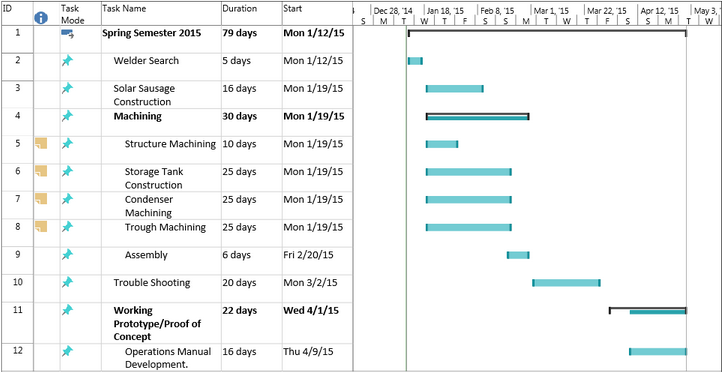 ID Task Mode Task Name Duration Start
4 Dec 28, '14 Jan 18, '15 Feb 8, '15 Mar 1, '15 Mar 22, '15 Apr 12, '15 May 3,
S M T W T F S S M T W T F S S M T W
1 Spring Semester 2015 79 days Mon 1/12/15
2 Welder Search 5 days Mon 1/12/15
3 Solar Sausage 16 days Mon 1/19/15
Construction
4 Machining 30 days Mon 1/19/15
5 Structure Machining 10 days Mon 1/19/15
6 Storage Tank 25 days Mon 1/19/15
Construction
7 Condenser 25 days Mon 1/19/15
Machining
8 Trough Machining 25 days Mon 1/19/15
9 Assembly 6 days Fri 2/20/15
10 Trouble Shooting 20 days Mon 3/2/15
11 Working 22 days Wed 4/1/15
Prototype/Proof of
Concept
12 Operations Manual 16 days Thu 4/9/15
Development.